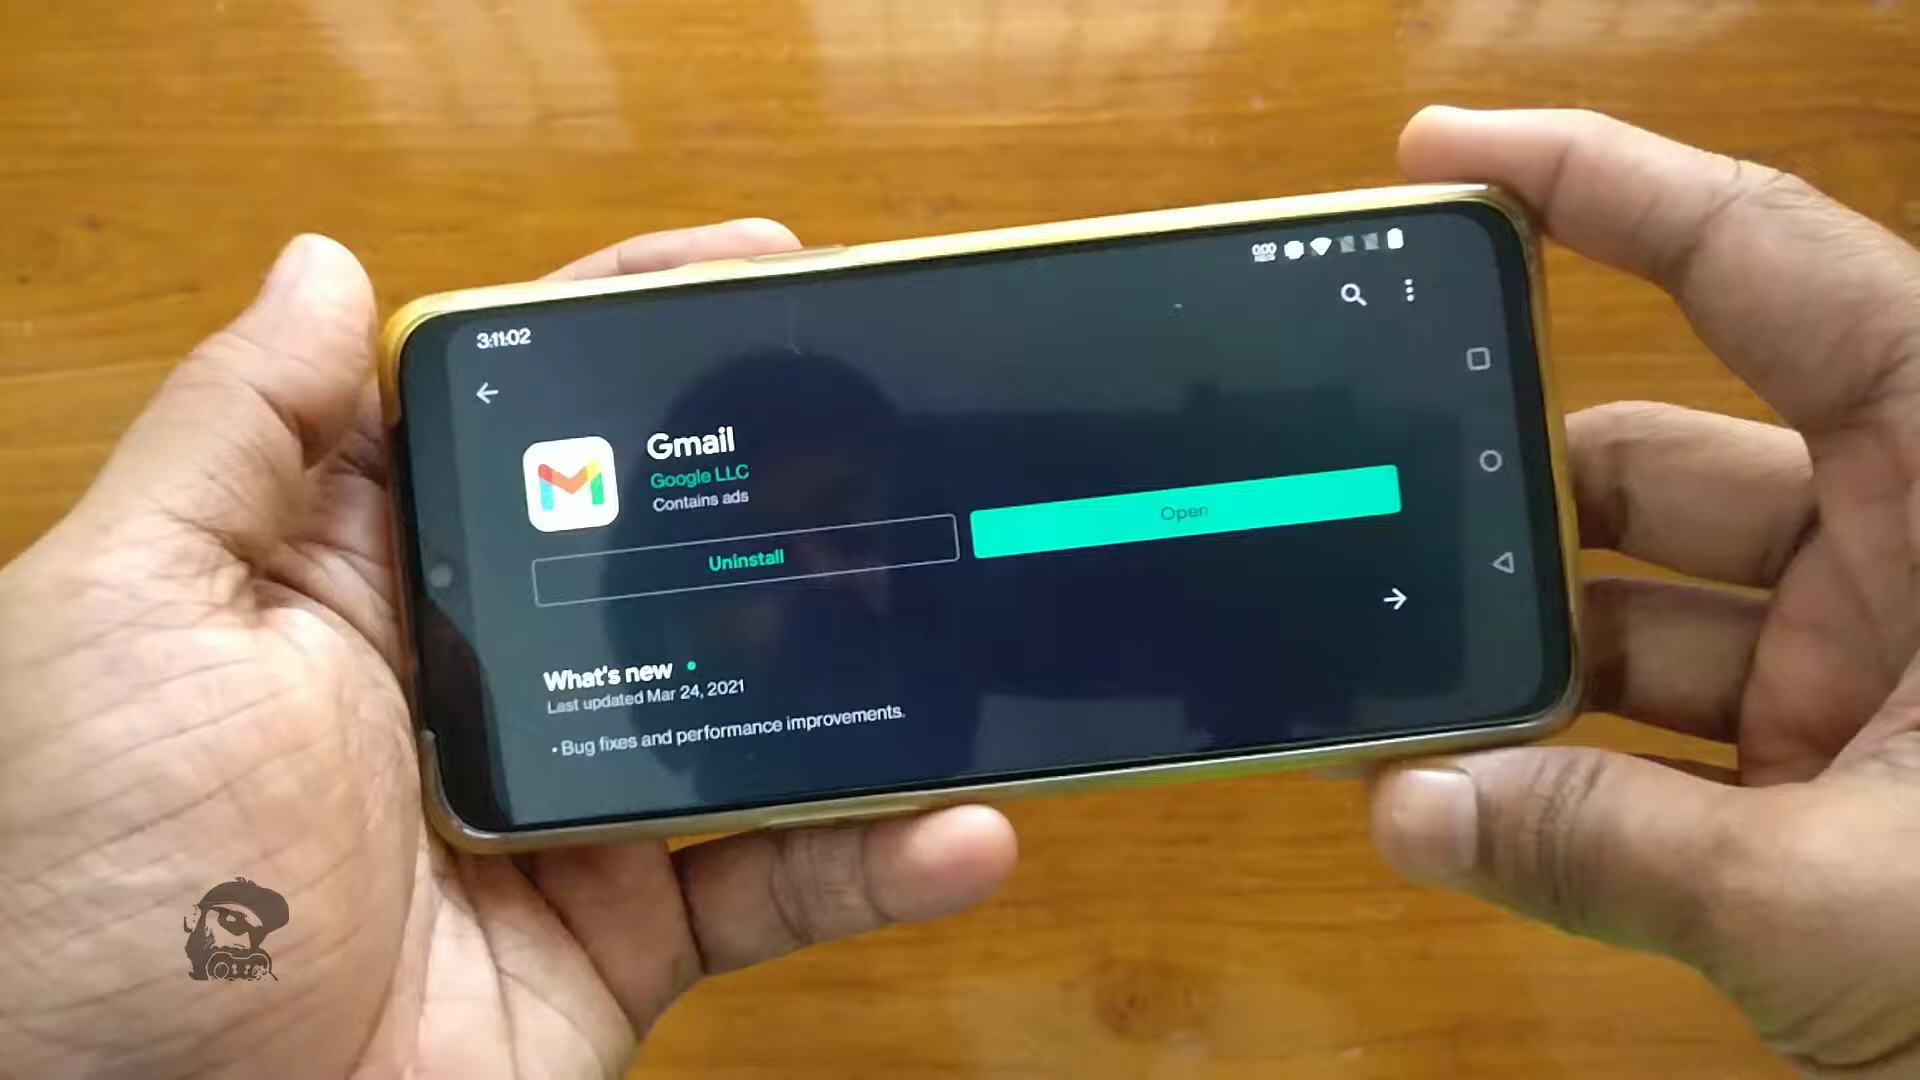 3:11:02
Gmail
Google LLC
Contains ads
Uninstall
Open
What's new
Last updated Mar 24, 2021
• Bug fixes and performance improvements.